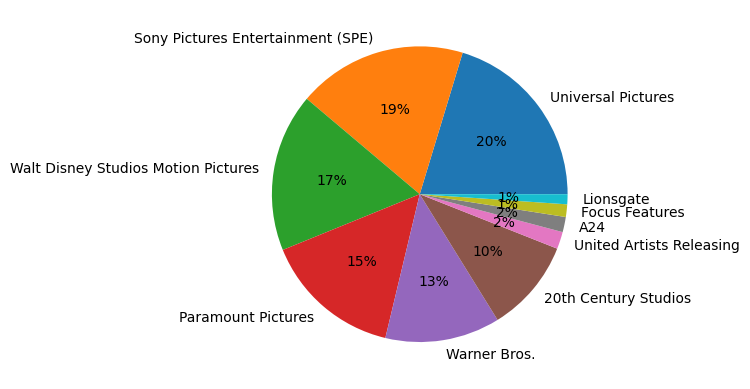 Sony Pictures Entertainment (SPE)
Universal Pictures
19%
20%
Walt Disney Studios Motion Pictures
17%
1%
Lionsgate
1%
Focus Features
2%
A24
2%
United Artists Releasing
15%
10%
13%
20th Century Studios
Paramount Pictures
Warner Bros.